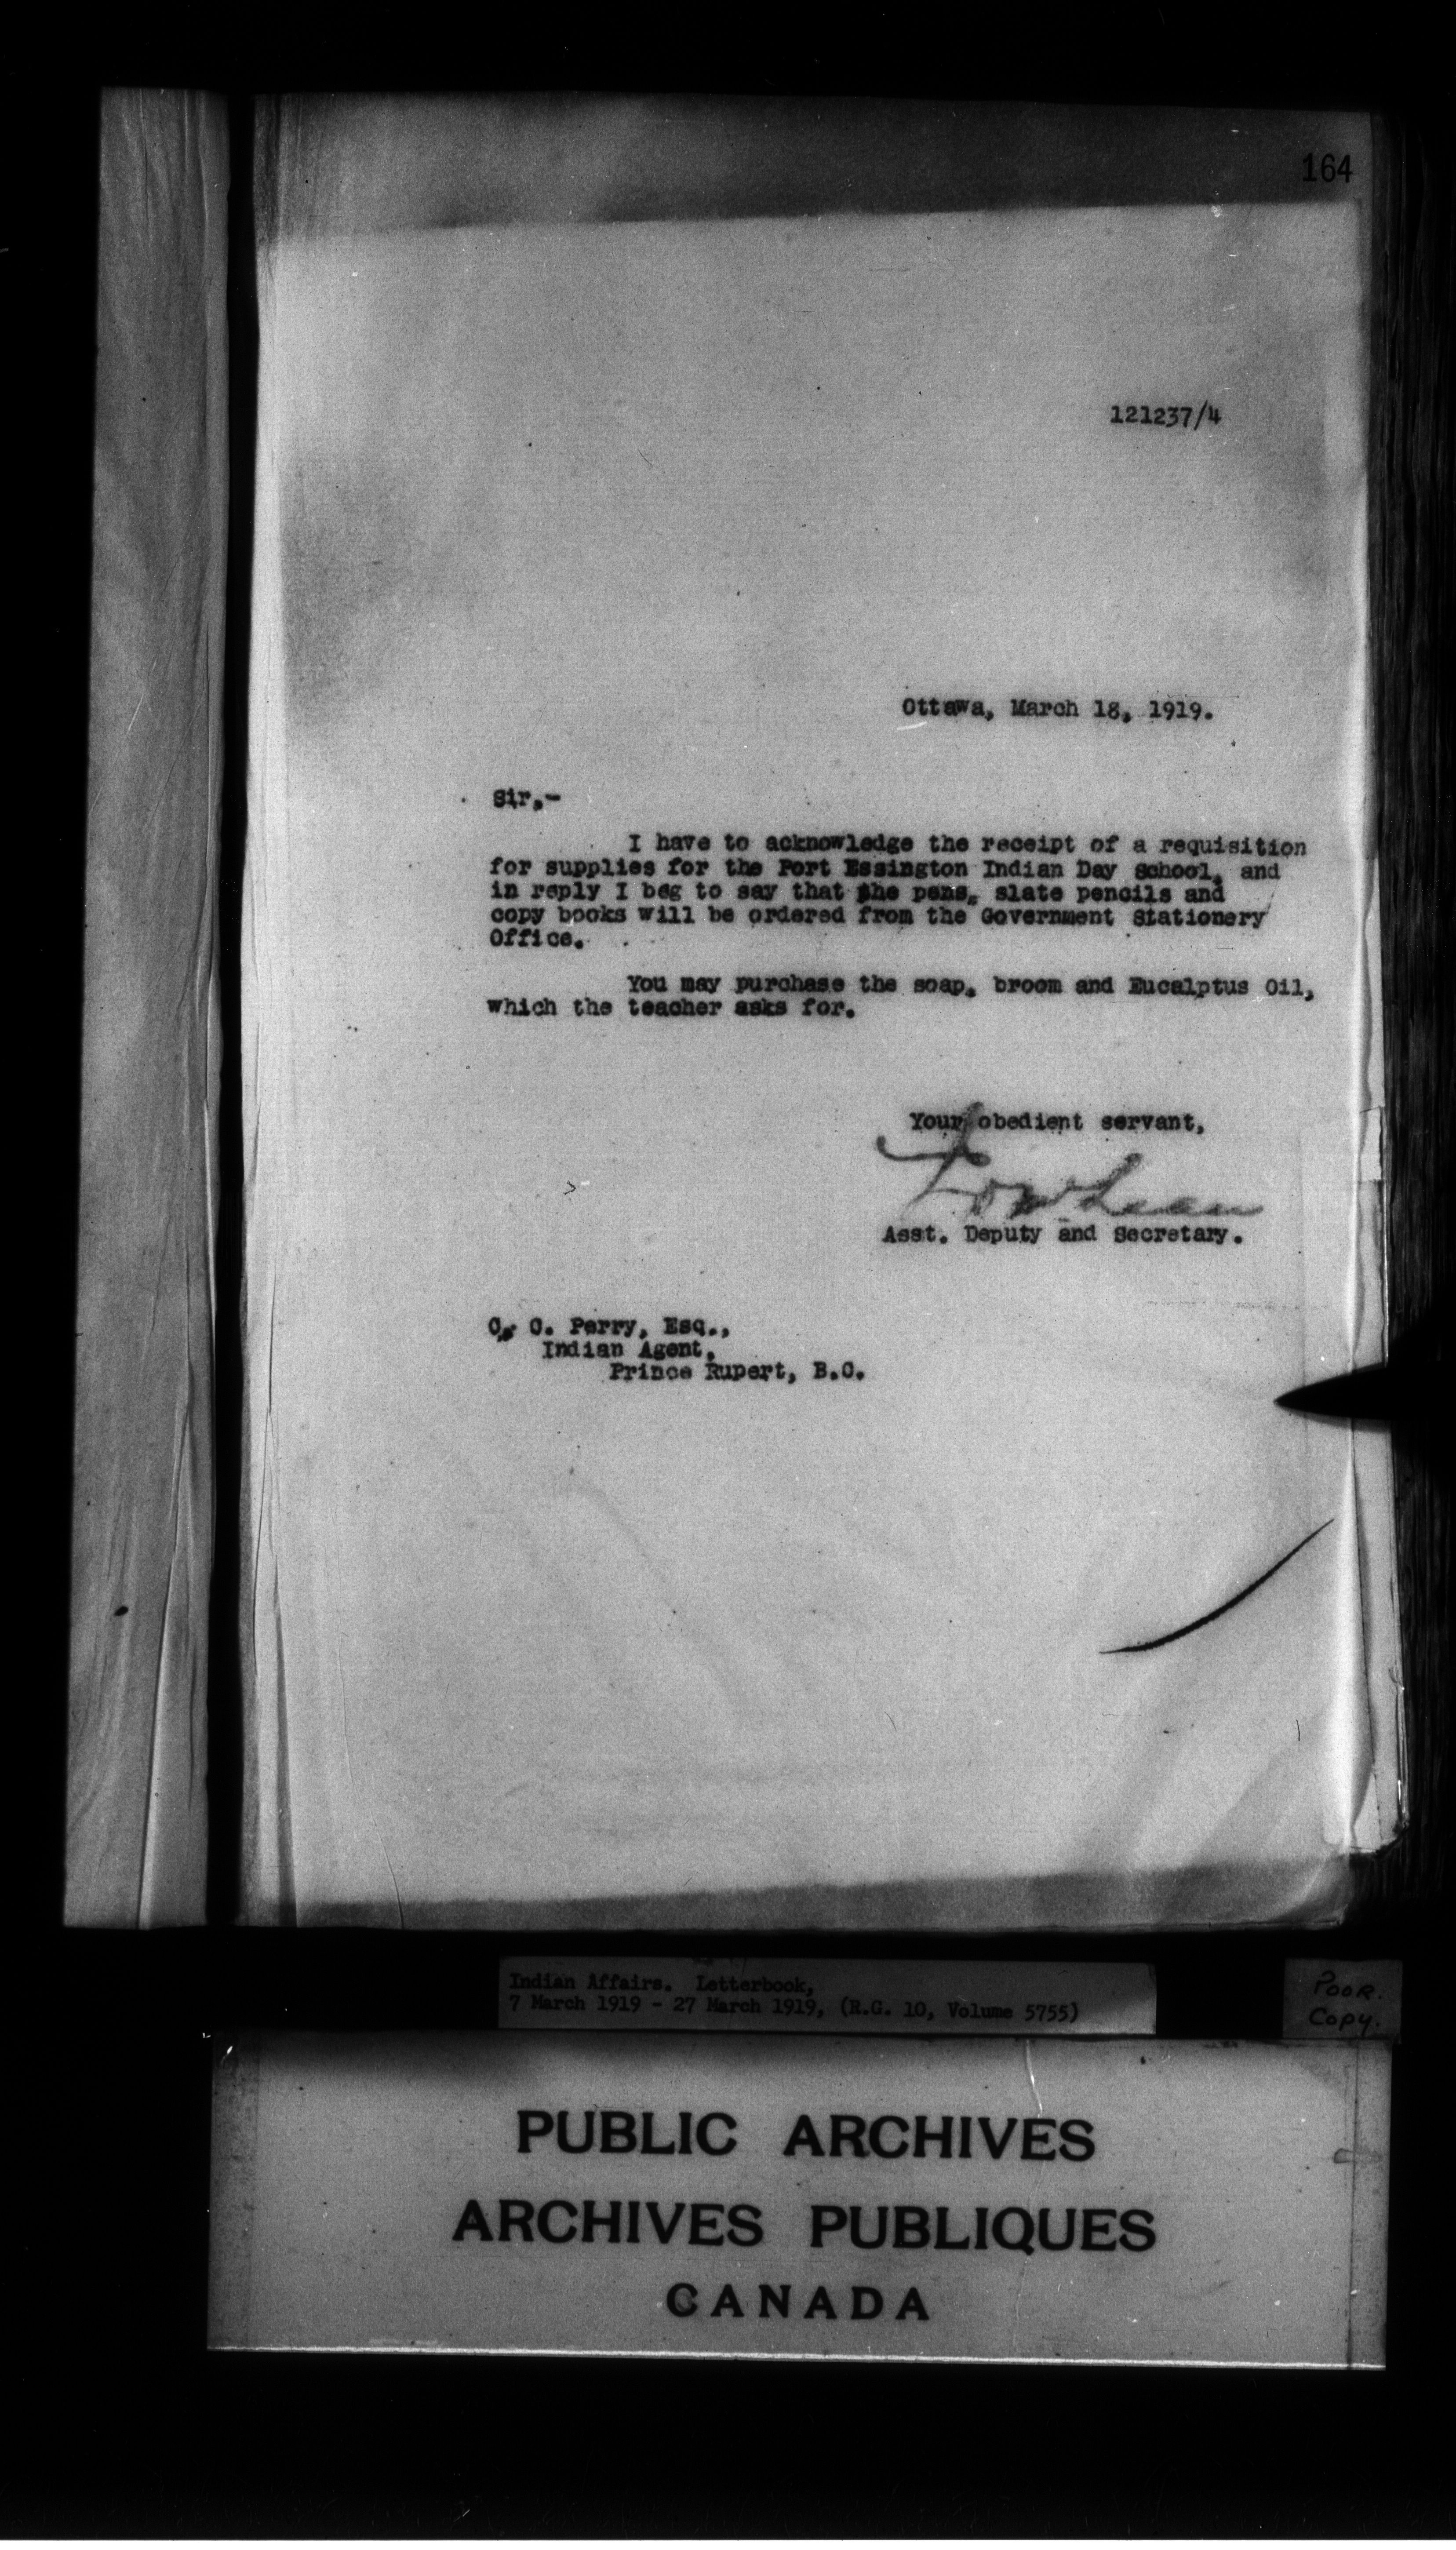 164
121237/4
Ottawa, March 18, 1919.
Sir,-
I have to acknowledge the receipt of a requisition
for supplies for the Port Essington Indian Day School, and
in reply I beg to say that the pens, slate pencils and
copy books will be ordered from the Government Stationery
Office.
You may purchase the soap, broom and Eucalptus Oil,
which the teacher asks for.
Your obedient servant,
Asst. Deputy and Secretary.
C. C. Perry, Esq.,
Indian Agent,
Prince Rupert, B.C.
Indian Affairs. Letterbook,
7 March 1919 - 27 March 1919, (R.G. 10, Volume 5755)
POOR.
Copy.
PUBLIC ARCHIVES
ARCHIVES PUBLIQUES
CANADA